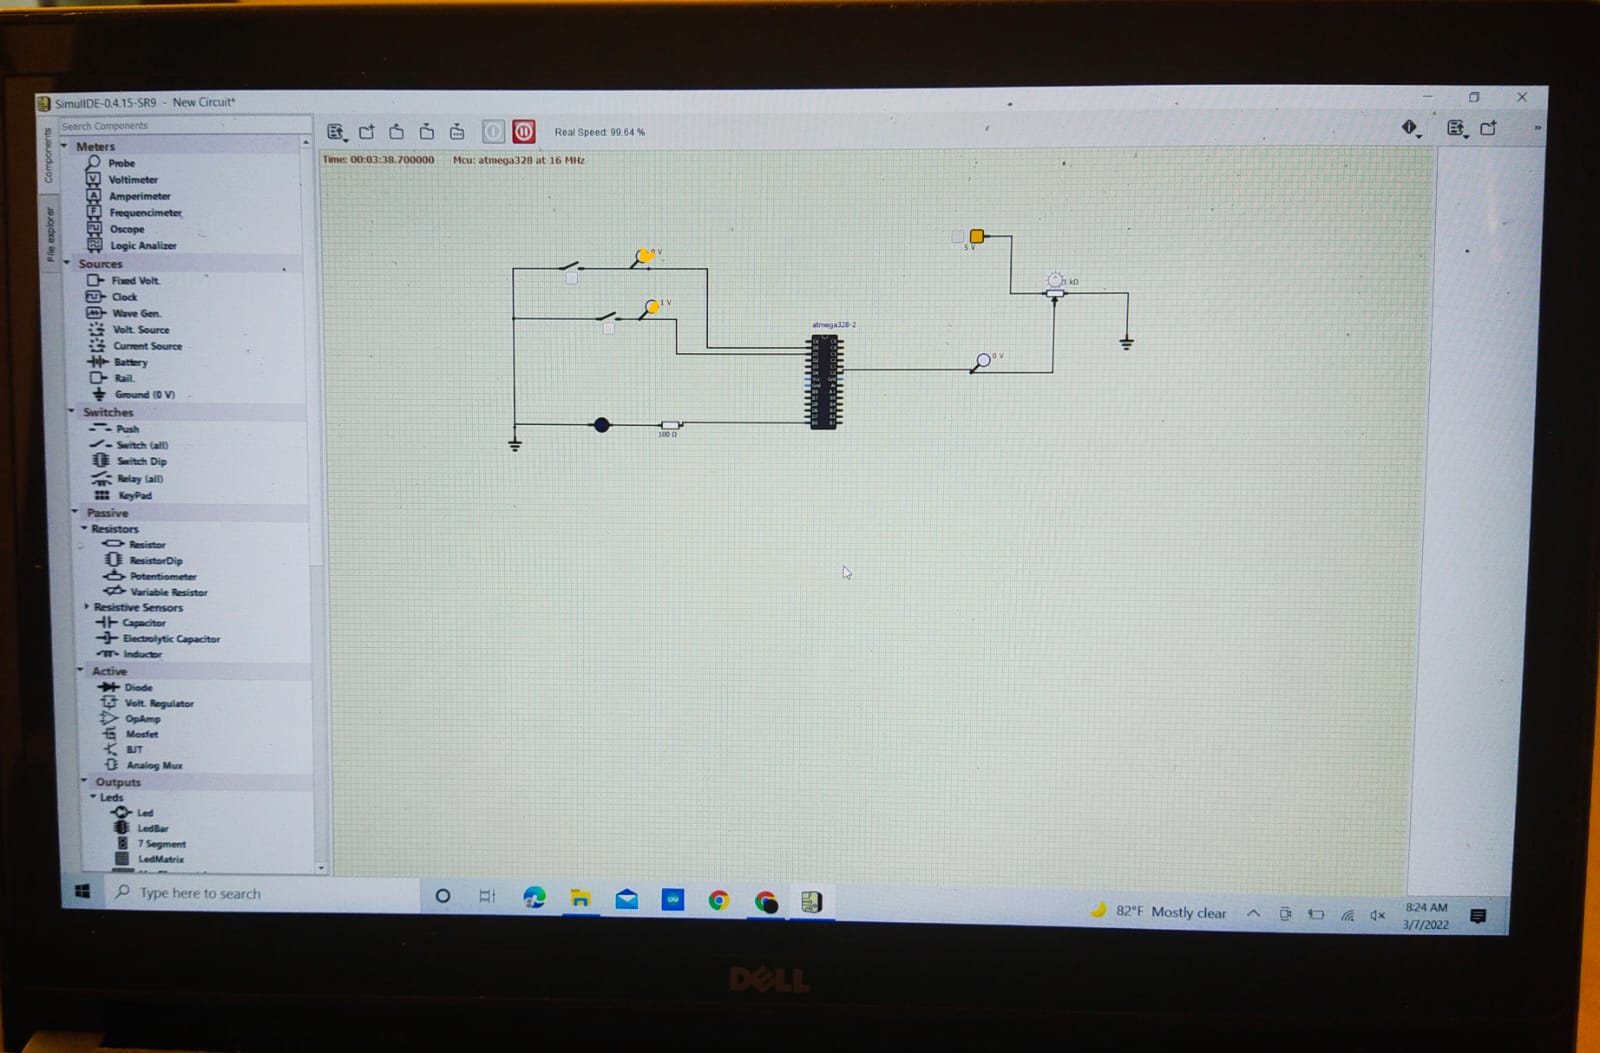 SimulIDE-0.4.15-SR9 - New Circuit*
Components
File explorer
Search Components
Real Speed: 99.64 %
»
Time: 00:03:38.700000 Mcu: atmega328 at 16 MHz
Meters
Probe
Voltimeter
Amperimeter
Frequencimeter
Oscope
Logic Analizer
Sources
Fixed Volt.
Clock
Wave Gen.
Volt. Source
Current Source
Battery
Rail.
Ground (0 V)
Switches
Push
Switch (all)
Switch Dip
Relay (all)
KeyPad
Passive
Resistors
Resistor
ResistorDip
Potentiometer
Variable Resistor
Resistive Sensors
Capacitor
Electrolytic Capacitor
Inductor
Active
Diode
Volt. Regulator
OpAmp
Mosfet
BJT
Analog Mux
Outputs
Leds
Led
LedBar
7 Segment
LedMatrix
0 V
1 V
5 V
1 kΩ
atmega328-2
0 V
100 Ω
Type here to search
82°F Mostly clear
8:24 AM
3/7/2022
DELL